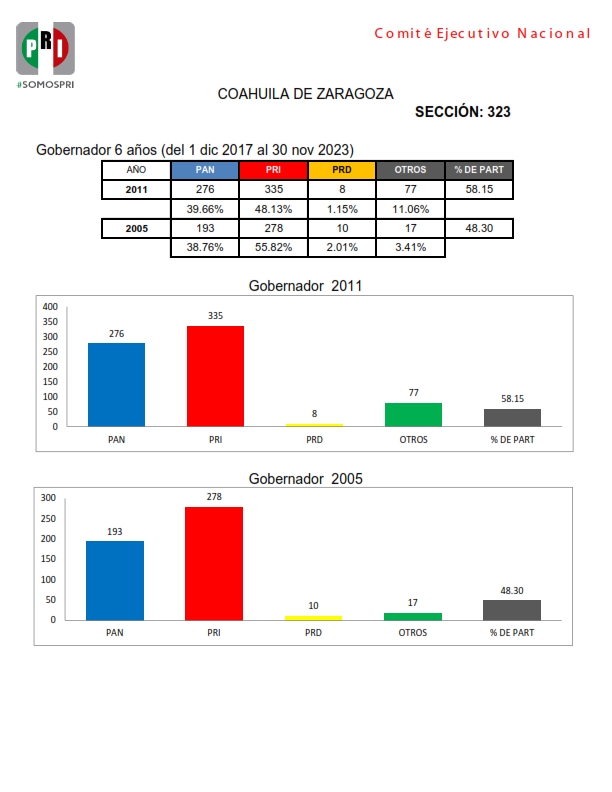 PRI
#SOMOSPRI
Comité Ejecutivo Nacional
COAHUILA DE ZARAGOZA
SECCIÓN: 323
Gobernador 6 años (del 1 dic 2017 al 30 nov 2023)
AÑO PAN PRI PRD OTROS % DE PART
2011 276 335 8 77 58.15
39.66% 48.13% 1.15% 11.06%
2005 193 278 10 17 48.30
38.76% 55.82% 2.01% 3.41%
Gobernador 2011
400
350
300
250
200
150
100
50
0
276
335
8
77
58.15
PAN PRI PRD OTROS % DE PART
Gobernador 2005
300
250
200
150
100
50
0
193
278
10
17
48.30
PAN PRI PRD OTROS % DE PART